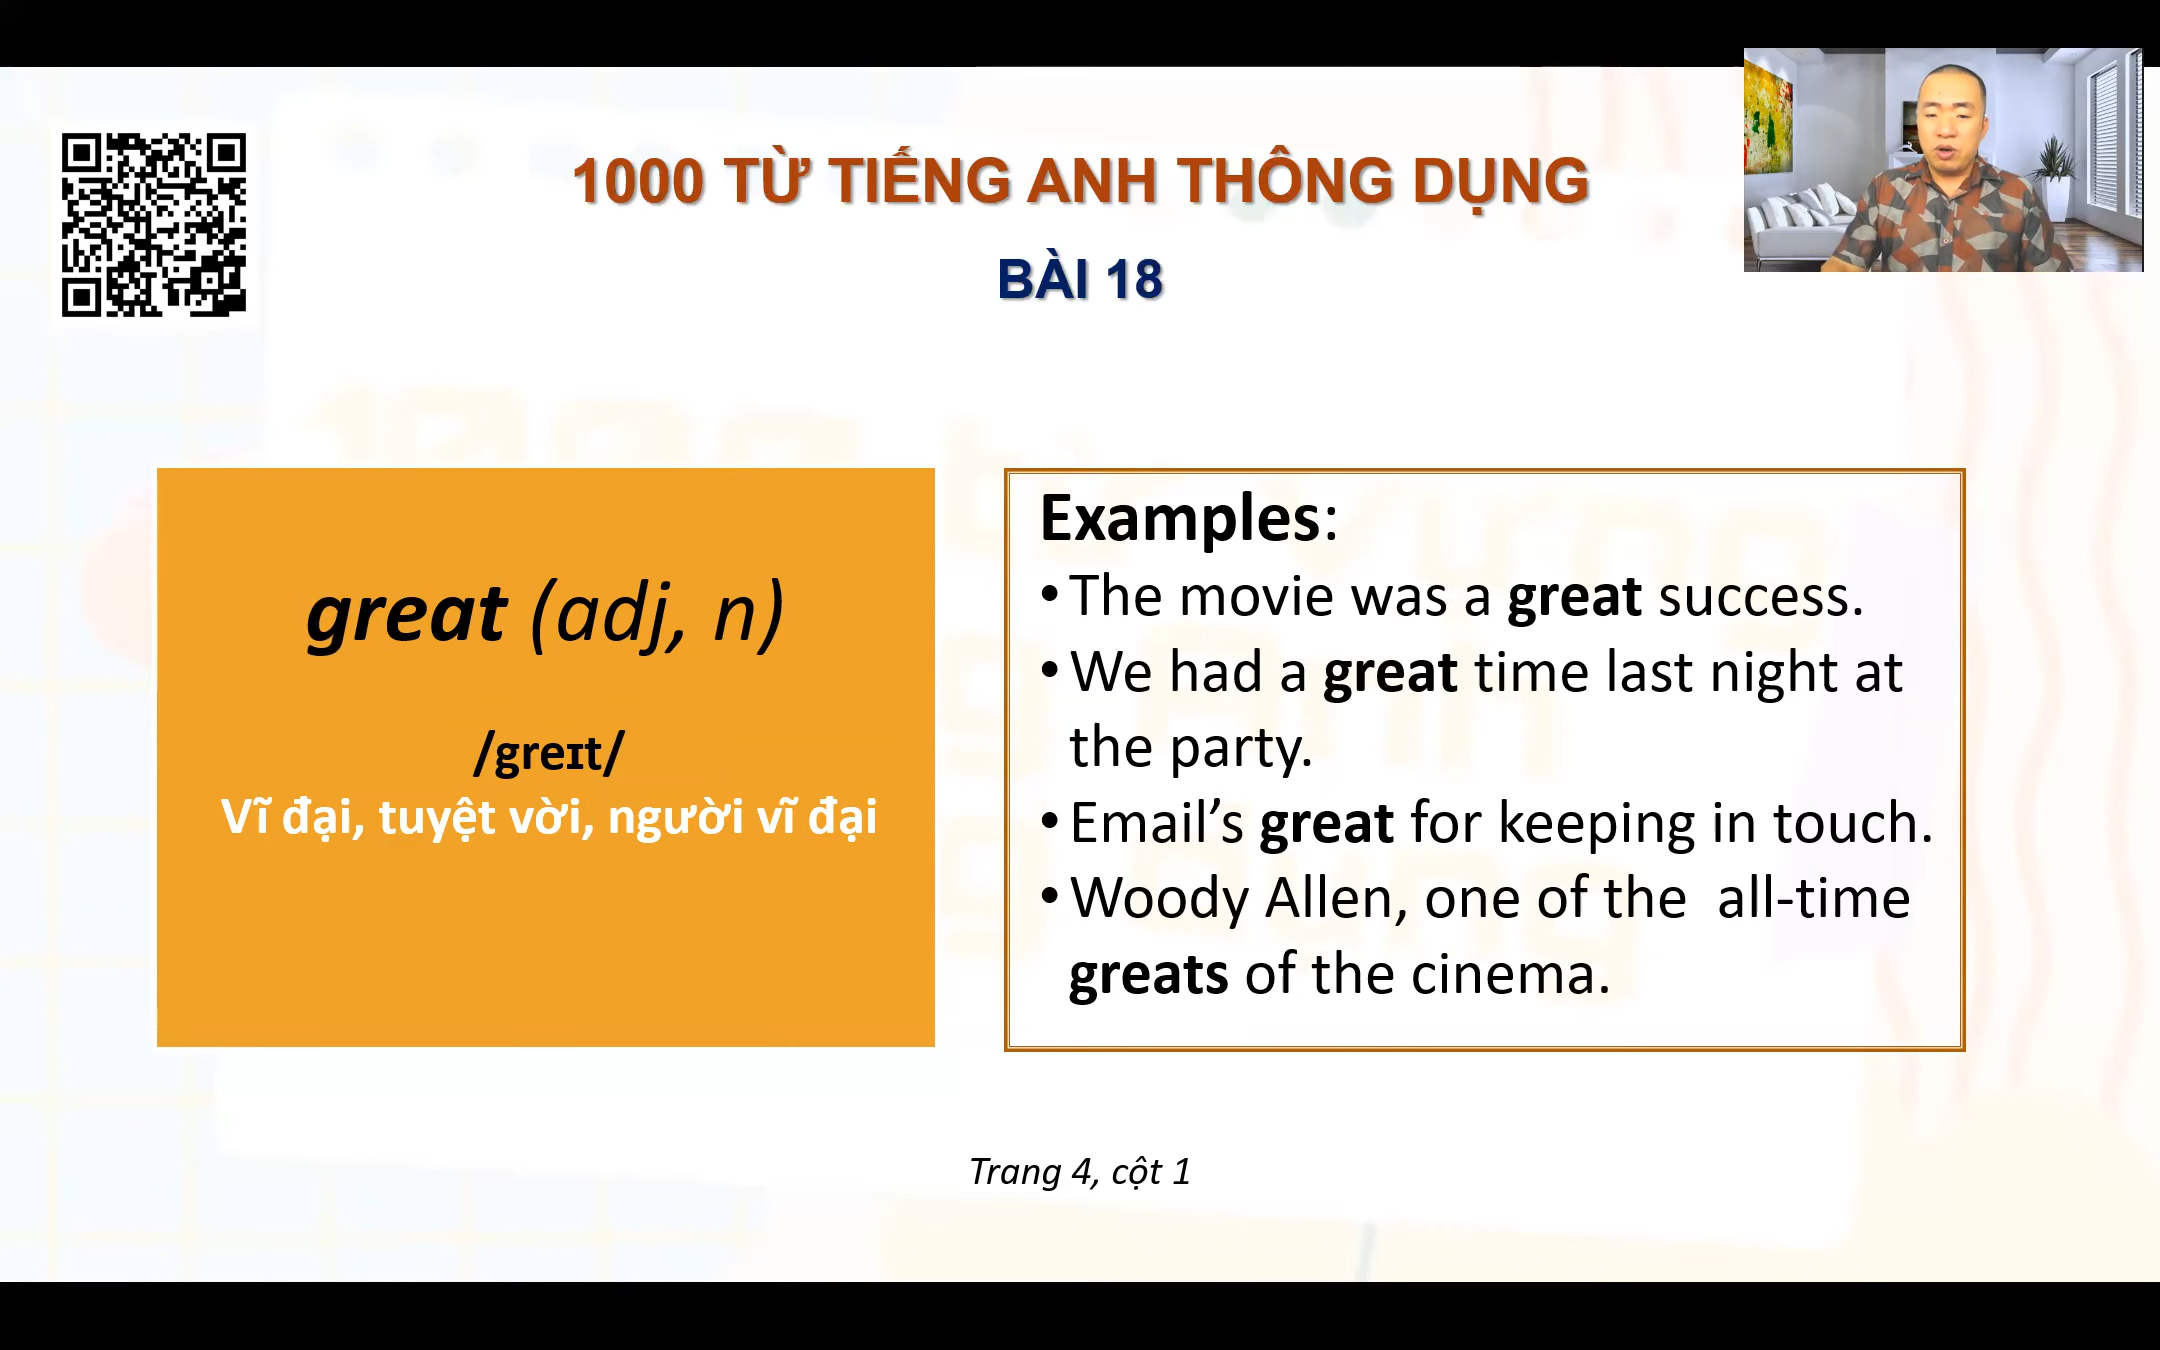 1000 TỪ TIẾNG ANH THÔNG DỤNG
BÀI 18
great (adj, n)
/greɪt/
Vĩ đại, tuyệt vời, người vĩ đại
Examples:
•The movie was a great success.
•We had a great time last night at
the party.
•Email’s great for keeping in touch.
•Woody Allen, one of the  all-time
greats of the cinema.
Trang 4, cột 1